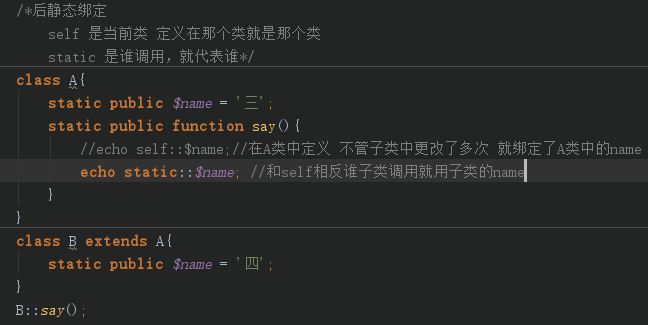 /*后静态绑定
self 是当前类 定义在那个类就是那个类
static 是谁调用，就代表谁*/
class A{
static public $name = '三';
static public function say(){
//echo self::$name;//在A类中定义 不管子类中更改了多次 就绑定了A类中的name
echo static::$name; //和self相反谁子类调用就用子类的name
}
}
class B extends A{
static public $name = '四';
}
B::say();